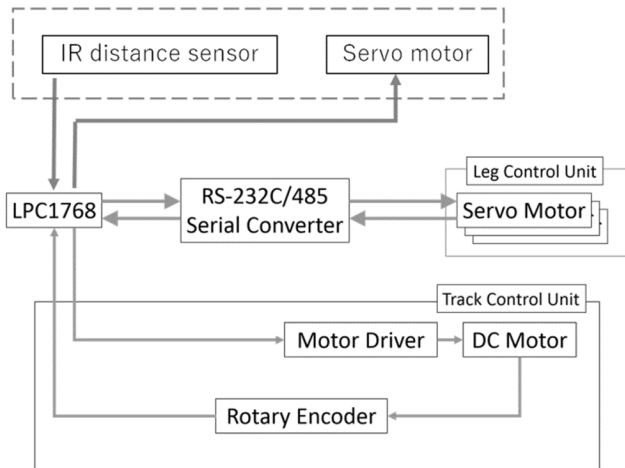 IR distance sensor
Servo motor
Leg Control Unit
LPC1768
RS-232C/485
Serial Converter
Servo Motor
Track Control Unit
Motor Driver
DC Motor
Rotary Encoder